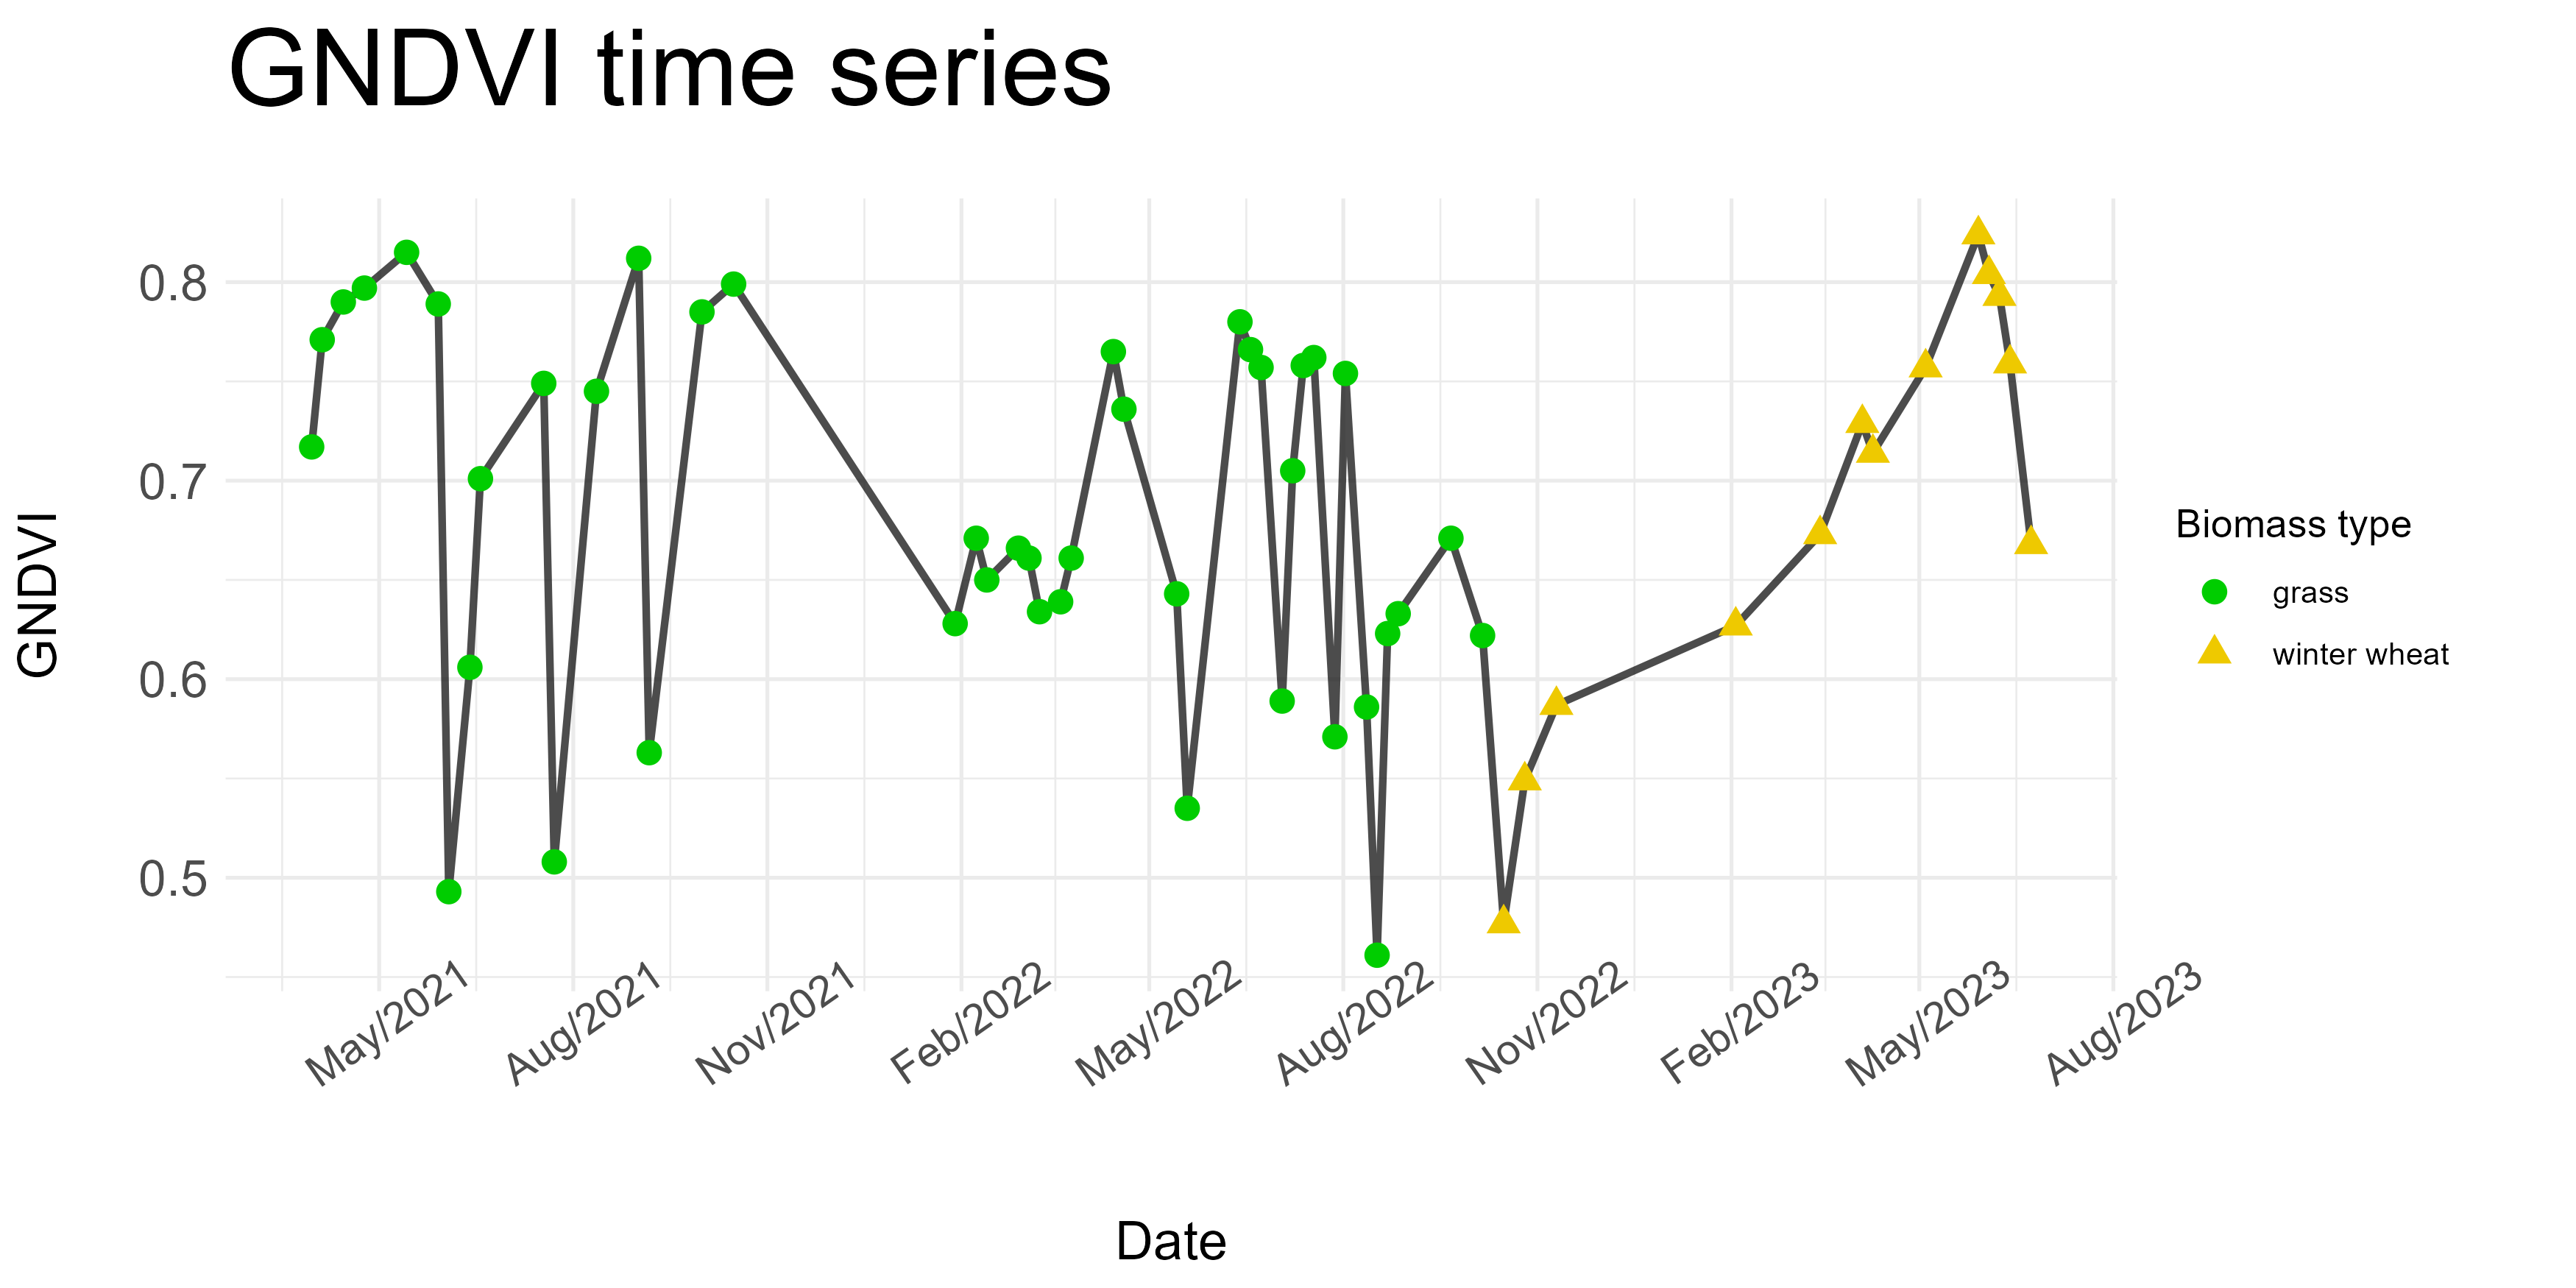 GNDVI time series
GNDVI
0.8
0.7
0.6
0.5
May/2021
Aug/2021
Nov/2021
Feb/2022
May/2022
Aug/2022
Nov/2022
Feb/2023
May/2023
Aug/2023
Date
Biomass type
grass
winter wheat